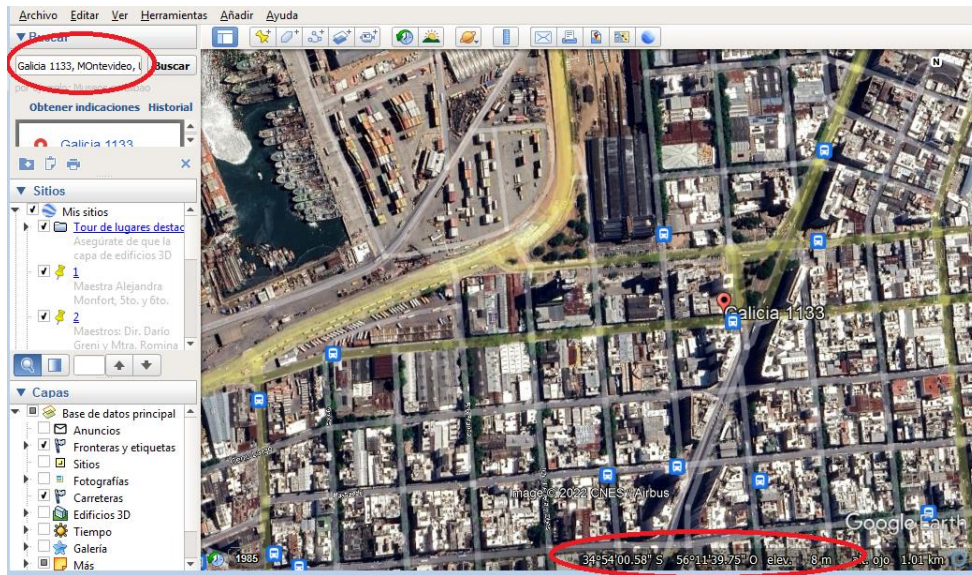 Archivo Editar Ver Herramientas Añadir Ayuda
Buscar
Galicia 1133, MOntevideo, U Buscar
Obtener indicaciones Historial
Galicia 1133
Sitios
Mis sitios
Tour de lugares destac
Asegúrate de que la
capa de edificios 3D
1
Maestra Alejandra
Monfort, 5to. y 6to.
2
Maestros: Dir. Dario
Greni y Mtra. Romina
Capas
Base de datos principal
Anuncios
Fronteras y etiquetas
Sitios
Fotografías
Carreteras
Edificios 3D
Tiempo
Galería
Más
N
Galicia 1133
Image © 2022 CNES / Airbus
Google Earth
1985
34°54'00.58" S 56°11'39.75" O elev. 8 m ojo 1.01 km